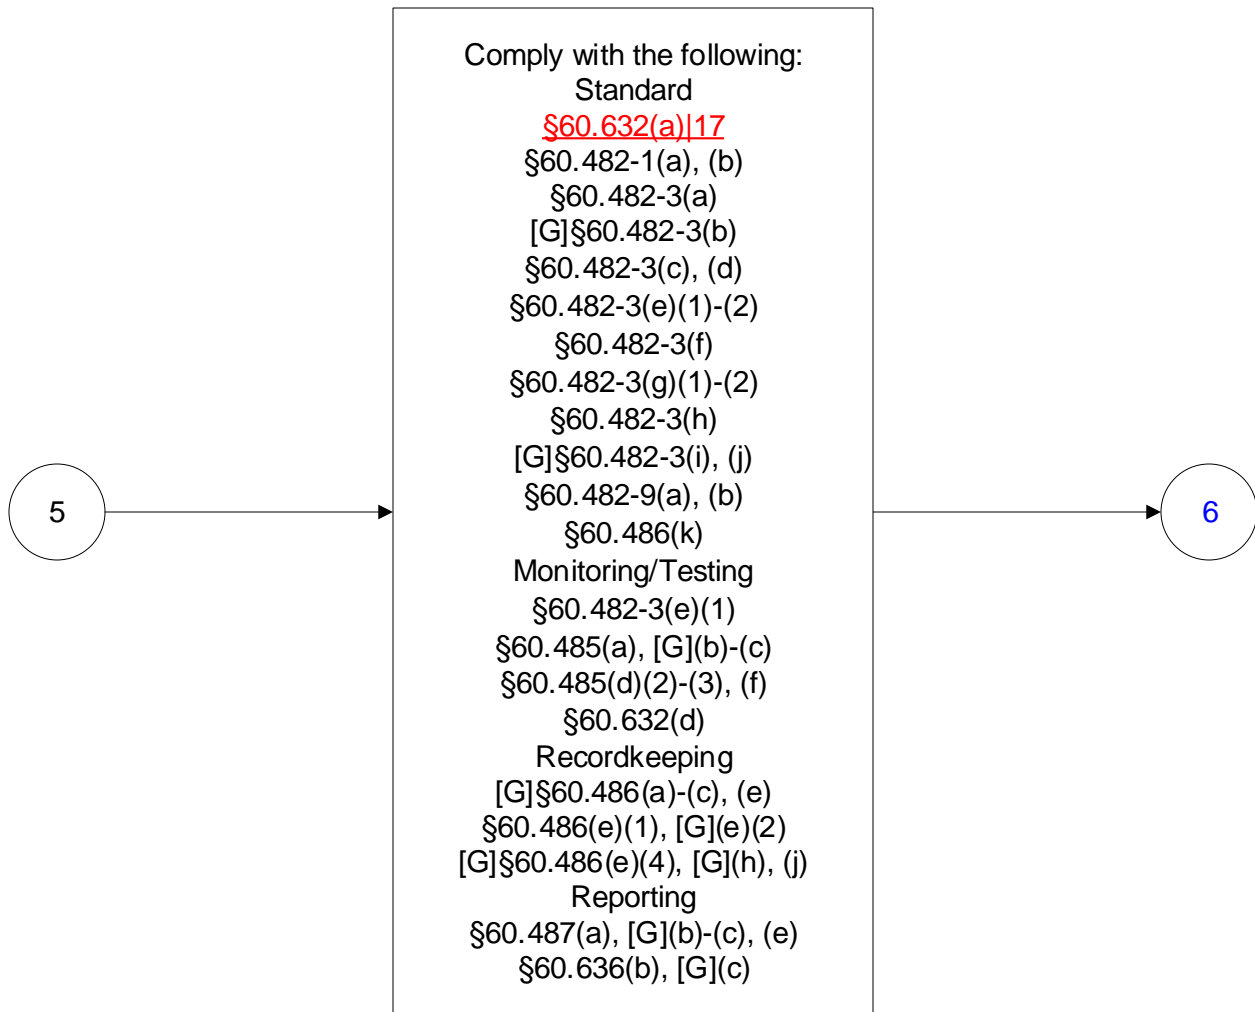 Comply with the following:
Standard
§60.632(a)|17
§60.482-1(a), (b)
§60.482-3(a)
[G]§60.482-3(b)
§60.482-3(c), (d)
§60.482-3(e)(1)-(2)
§60.482-3(f)
§60.482-3(g)(1)-(2)
§60.482-3(h)
[G]§60.482-3(i), (j)
§60.482-9(a), (b)
5
6
§60.486(k)
Monitoring/Testing
§60.482-3(e)(1)
§60.485(a), [G](b)-(c)
§60.485(d)(2)-(3), (f)
§60.632(d)
Recordkeeping
[G]§60.486(a)-(c), (e)
§60.486(e)(1), [G](e)(2)
[G]§60.486(e)(4), [G](h), (j)
Reporting
§60.487(a), [G](b)-(c), (e)
§60.636(b), [G](c)